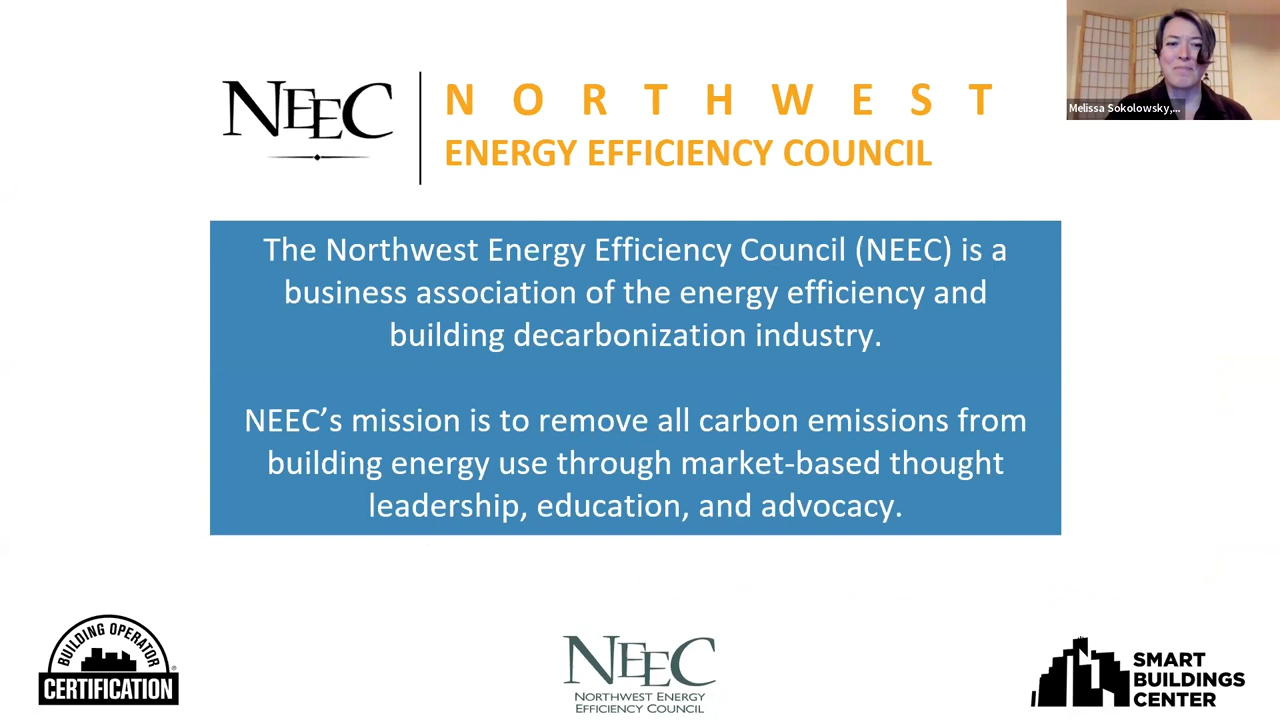 NEEC
NORTHWEST
ENERGY EFFICIENCY COUNCIL
Melissa Sokolowsky,...
The Northwest Energy Efficiency Council (NEEC) is a
business association of the energy efficiency and
building decarbonization industry.
NEEC’s mission is to remove all carbon emissions from
building energy use through market-based thought
leadership, education, and advocacy.
BUILDING OPERATOR
CERTIFICATION
®
NEEC
NORTHWEST ENERGY
EFFICIENCY COUNCIL
SMART
BUILDINGS
CENTER